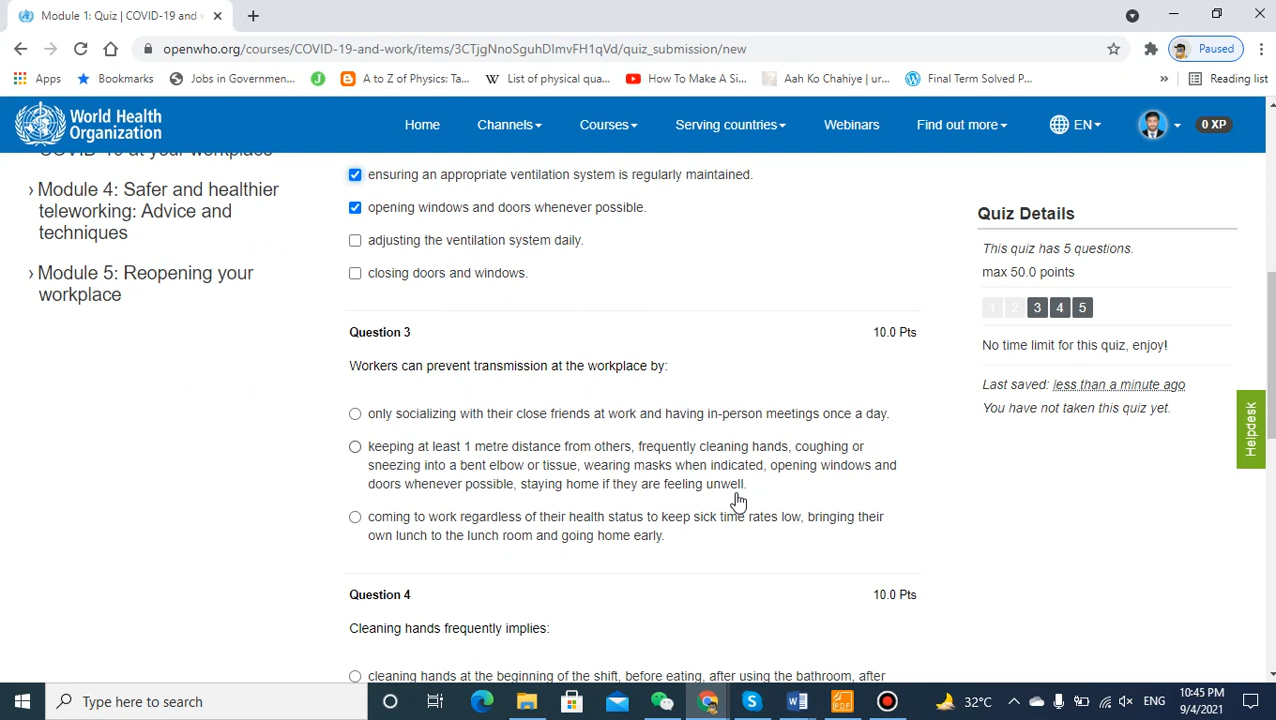 Module 1: Quiz | COVID-19 and
openwho.org/courses/COVID-19-and-work/items/3CTjgNnoSguhDImvFH1qVd/quiz_submission/new
Paused
Apps
Bookmarks
Jobs in Governmen...
A to Z of Physics: Ta...
List of physical qua...
How To Make A Si...
Aah Ko Chahiye | ur...
Final Term Solved P...
»
Reading list
World Health
Organization
Home
Channels
Courses
Serving countries
Webinars
Find out more
EN
0 XP
COVID-19 at your workplace
Module 4: Safer and healthier
teleworking: Advice and
techniques
Module 5: Reopening your
workplace
ensuring an appropriate ventilation system is regularly maintained.
opening windows and doors whenever possible.
adjusting the ventilation system daily.
closing doors and windows.
Question 3
10.0 Pts
Workers can prevent transmission at the workplace by:
only socializing with their close friends at work and having in-person meetings once a day.
keeping at least 1 metre distance from others, frequently cleaning hands, coughing or
sneezing into a bent elbow or tissue, wearing masks when indicated, opening windows and
doors whenever possible, staying home if they are feeling unwell.
coming to work regardless of their health status to keep sick time rates low, bringing their
own lunch to the lunch room and going home early.
Question 4
10.0 Pts
Cleaning hands frequently implies:
cleaning hands at the beginning of the shift, before eating, after using the bathroom, after
Quiz Details
This quiz has 5 questions.
max 50.0 points
1 2 3 4 5
No time limit for this quiz, enjoy!
Last saved: less than a minute ago
You have not taken this quiz yet.
Helpdesk
Type here to search
32°C
ENG
10:45 PM
9/4/2021